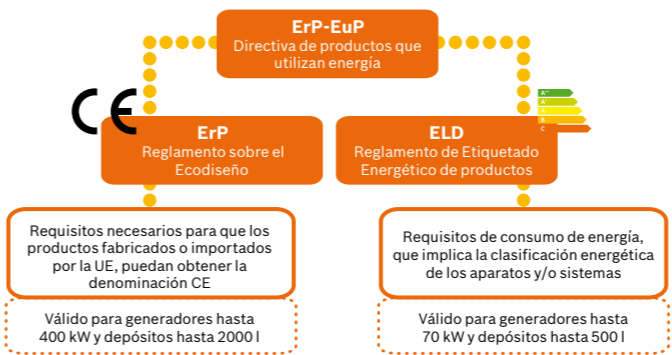 ErP-EuP
Directiva de productos que
utilizan energía
CE
A++
A+
A
B
C
ErP
Reglamento sobre el
Ecodiseño
ELD
Reglamento de Etiquetado
Energético de productos
Requisitos necesarios para que los
productos fabricados o importados
por la UE, puedan obtener la
denominación CE
Válido para generadores hasta
400 kW y depósitos hasta 2000 l
Requisitos de consumo de energía,
que implica la clasificación energética
de los aparatos y/o sistemas
Válido para generadores hasta
70 kW y depósitos hasta 500 l